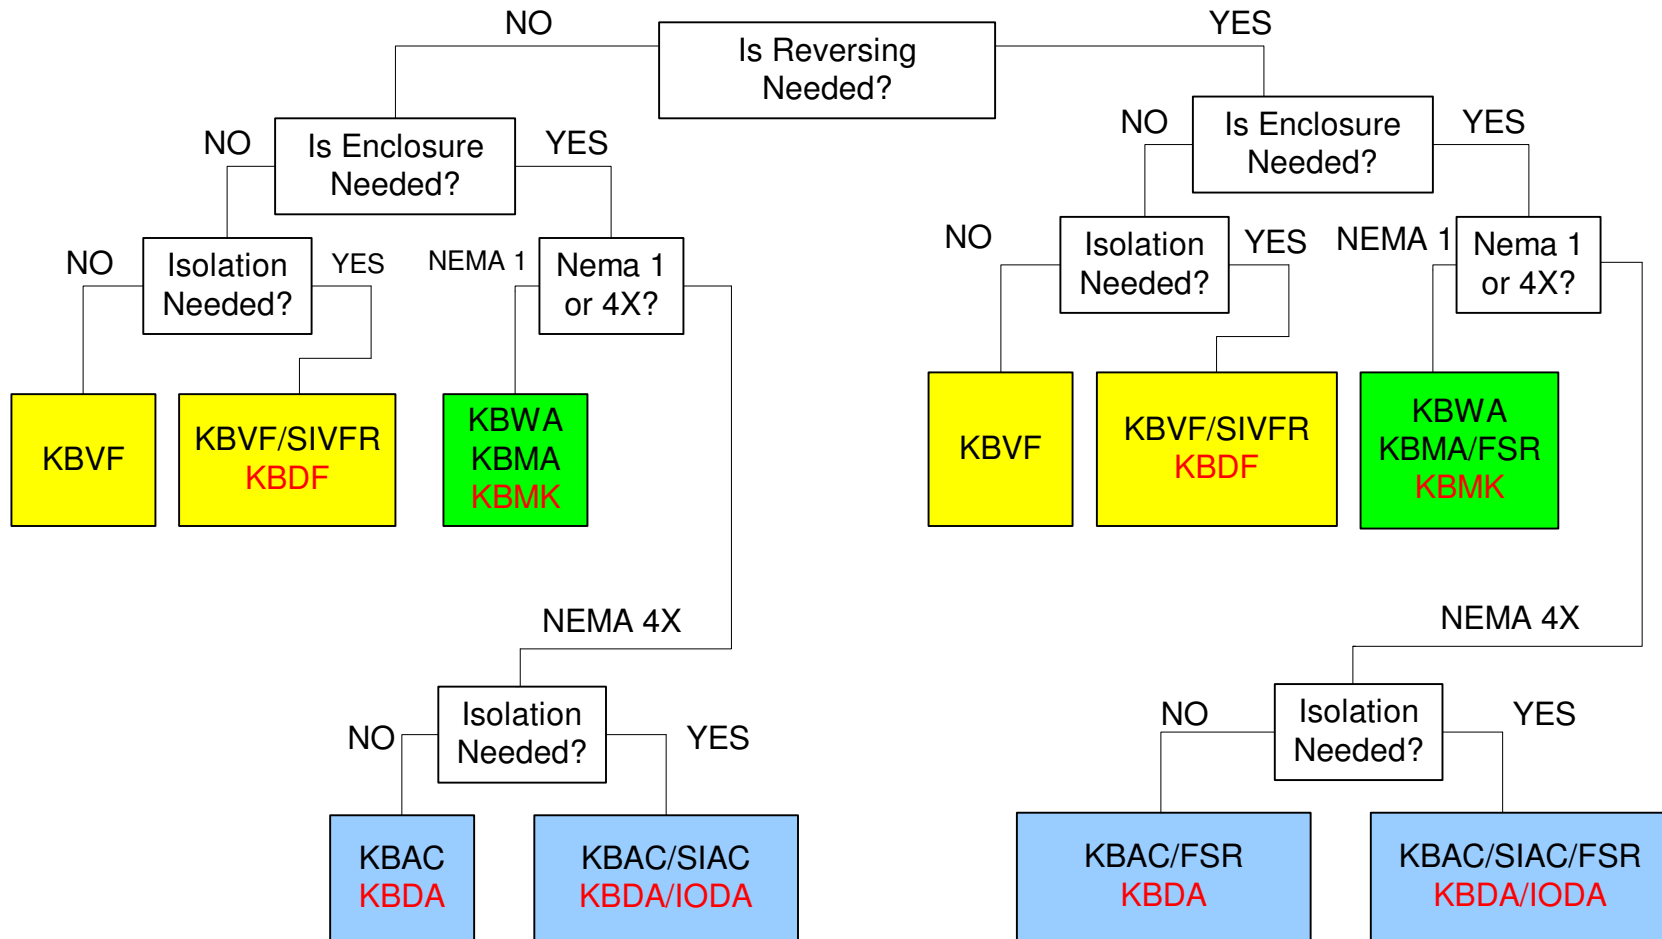 NO
Is Reversing
Needed?
YES
NO
Is Enclosure
Needed?
YES
NO
Is Enclosure
Needed?
YES
NO
Isolation
Needed?
YES
NEMA 1
Nema 1
or 4X?
NO
Isolation
Needed?
YES
NEMA 1
Nema 1
or 4X?
KBVF
KBVF/SIVFR
KBDF
KBWA
KBMA
KBMK
KBVF
KBVF/SIVFR
KBDF
KBWA
KBMA/FSR
KBMK
NEMA 4X
NEMA 4X
NO
Isolation
Needed?
YES
NO
Isolation
Needed?
YES
KBAC
KBDA
KBAC/SIAC
KBDA/IODA
KBAC/FSR
KBDA
KBAC/SIAC/FSR
KBDA/IODA